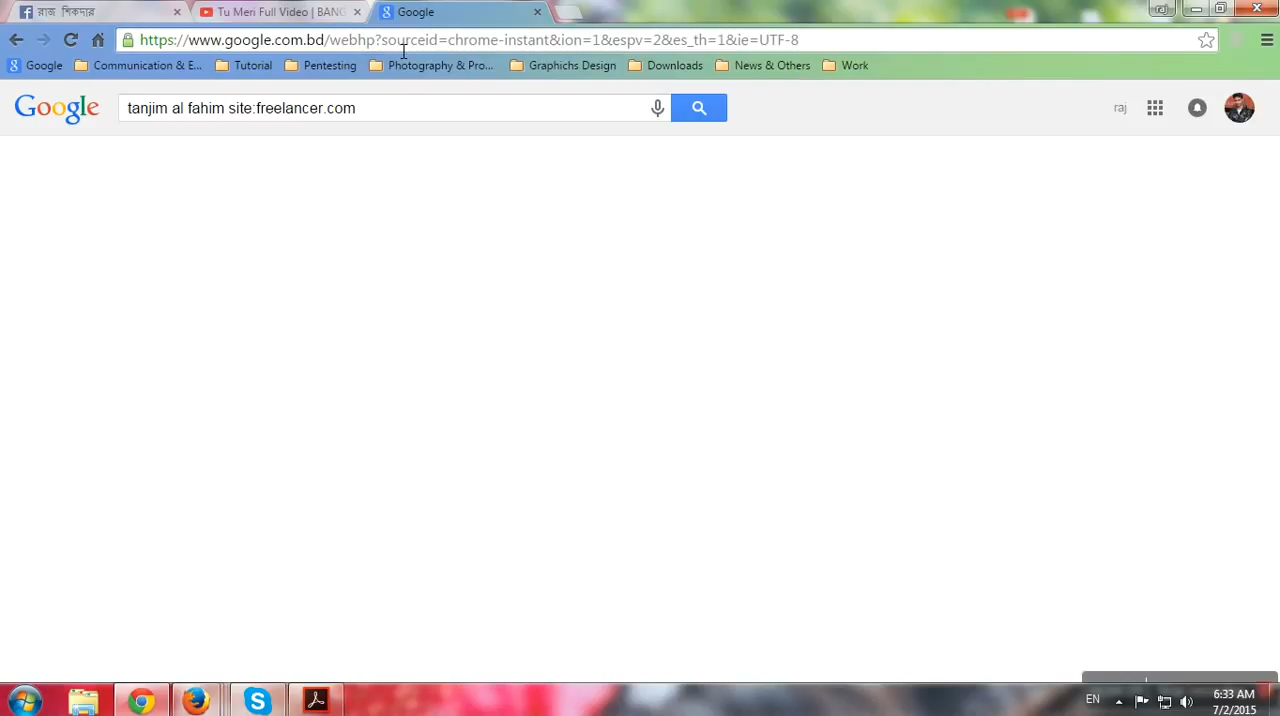 রাজ শিকদার
Tu Meri Full Video | BANG
Google
https://www.google.com.bd/webhp?sourceid=chrome-instant&ion=1&espv=2&es_th=1&ie=UTF-8
Google Communication & E... Tutorial Pentesting Photography & Pro... Graphichs Design Downloads News & Others Work
Google tanjim al fahim site:freelancer.com raj
EN 6:33 AM
7/2/2015